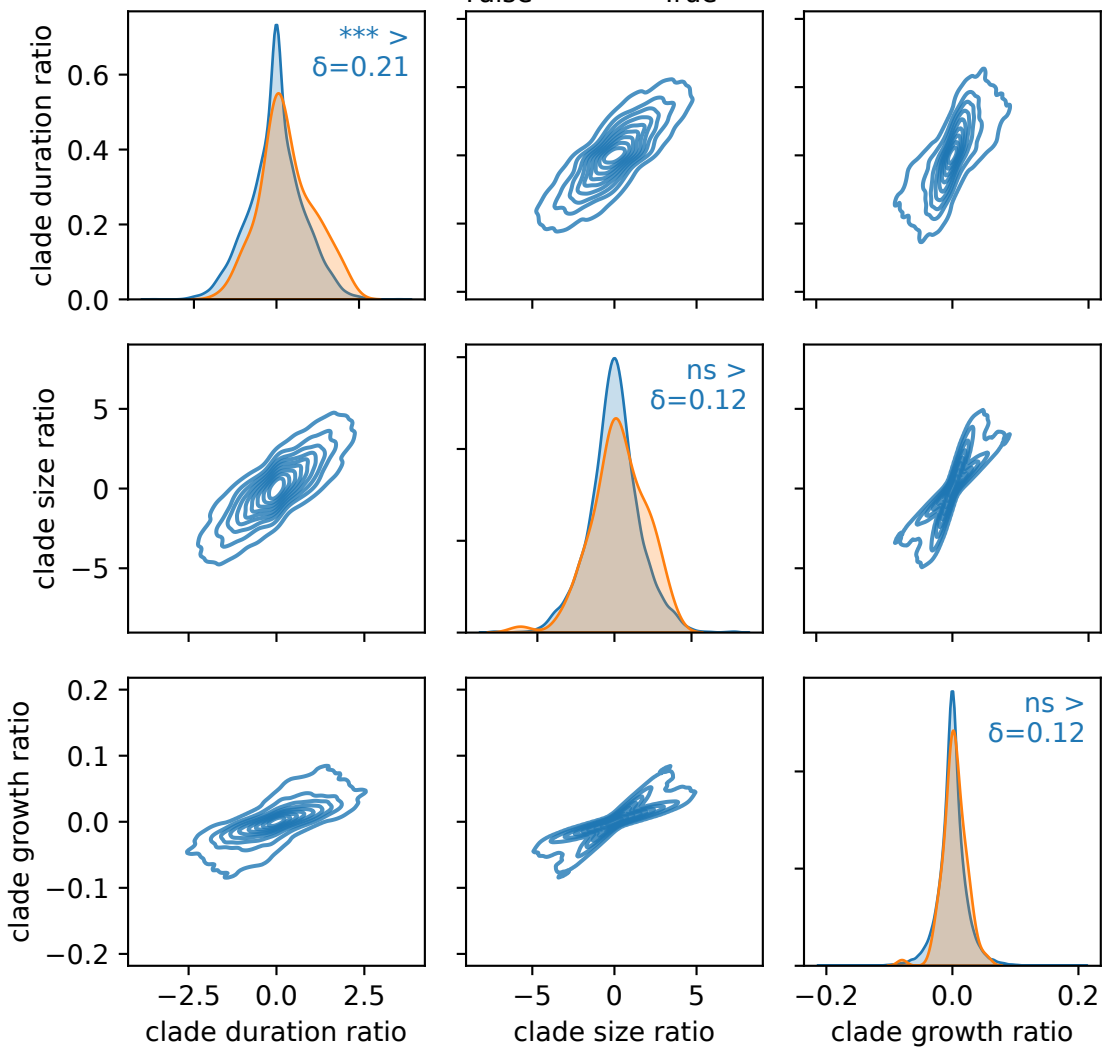 clade duration ratio
0.6
0.4
0.2
0.0
*** >
δ=0.21
clade size ratio
5
0
−5
ns >
δ=0.12
clade growth ratio
0.2
0.1
0.0
−0.1
−0.2
ns >
δ=0.12
−2.5 0.0 2.5
−5 0 5
−0.2 0.0 0.2
clade duration ratio
clade size ratio
clade growth ratio